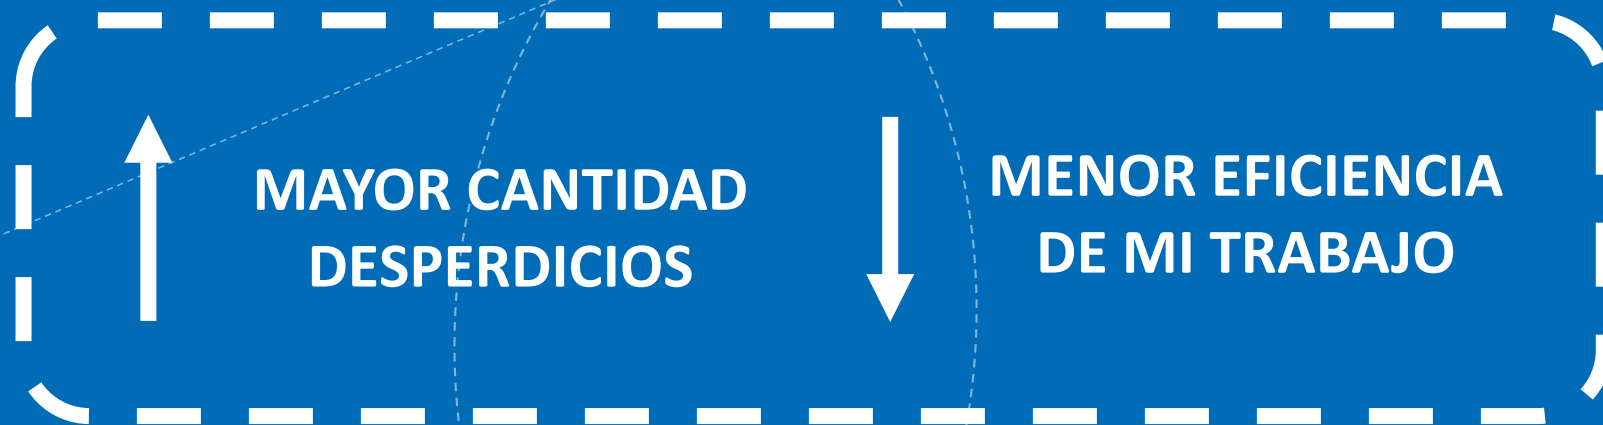 MAYOR CANTIDAD
DESPERDICIOS
MENOR EFICIENCIA
DE MI TRABAJO